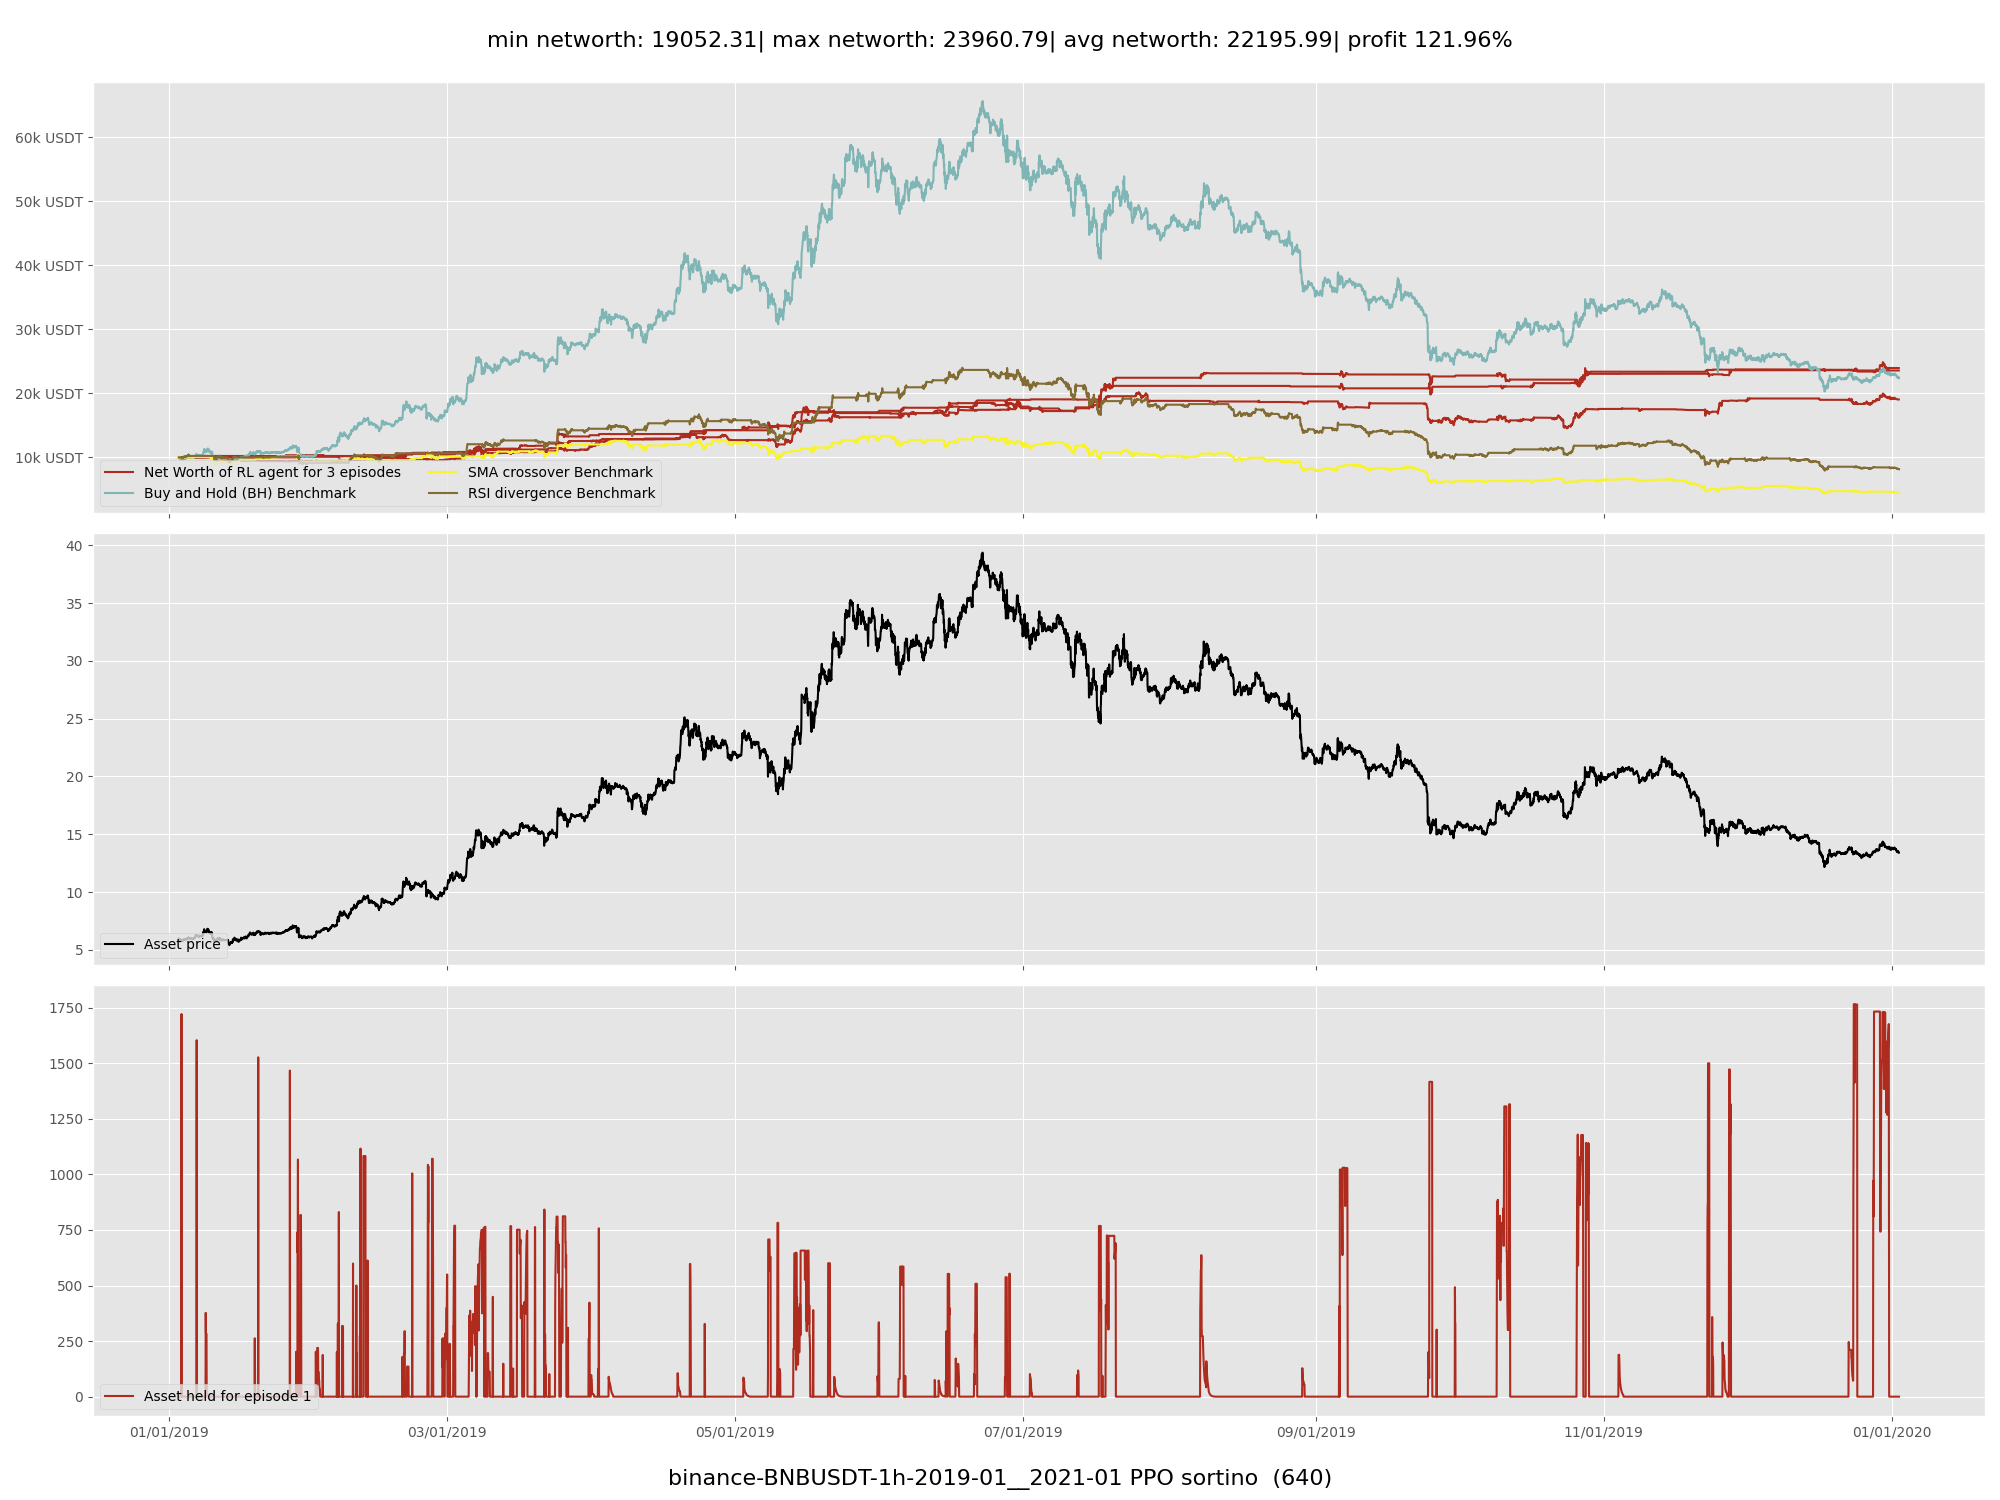 min networth: 19052.31| max networth: 23960.79| avg networth: 22195.99| profit 121.96%
60k USDT
50k USDT
40k USDT
30k USDT
20k USDT
10k USDT
Net Worth of RL agent for 3 episodes
Buy and Hold (BH) Benchmark
SMA crossover Benchmark
RSI divergence Benchmark
40
35
30
25
20
15
10
5
Asset price
1750
1500
1250
1000
750
500
250
0
Asset held for episode 1
01/01/2019 03/01/2019 05/01/2019 07/01/2019 09/01/2019 11/01/2019 01/01/2020
binance-BNBUSDT-1h-2019-01__2021-01 PPO sortino (640)